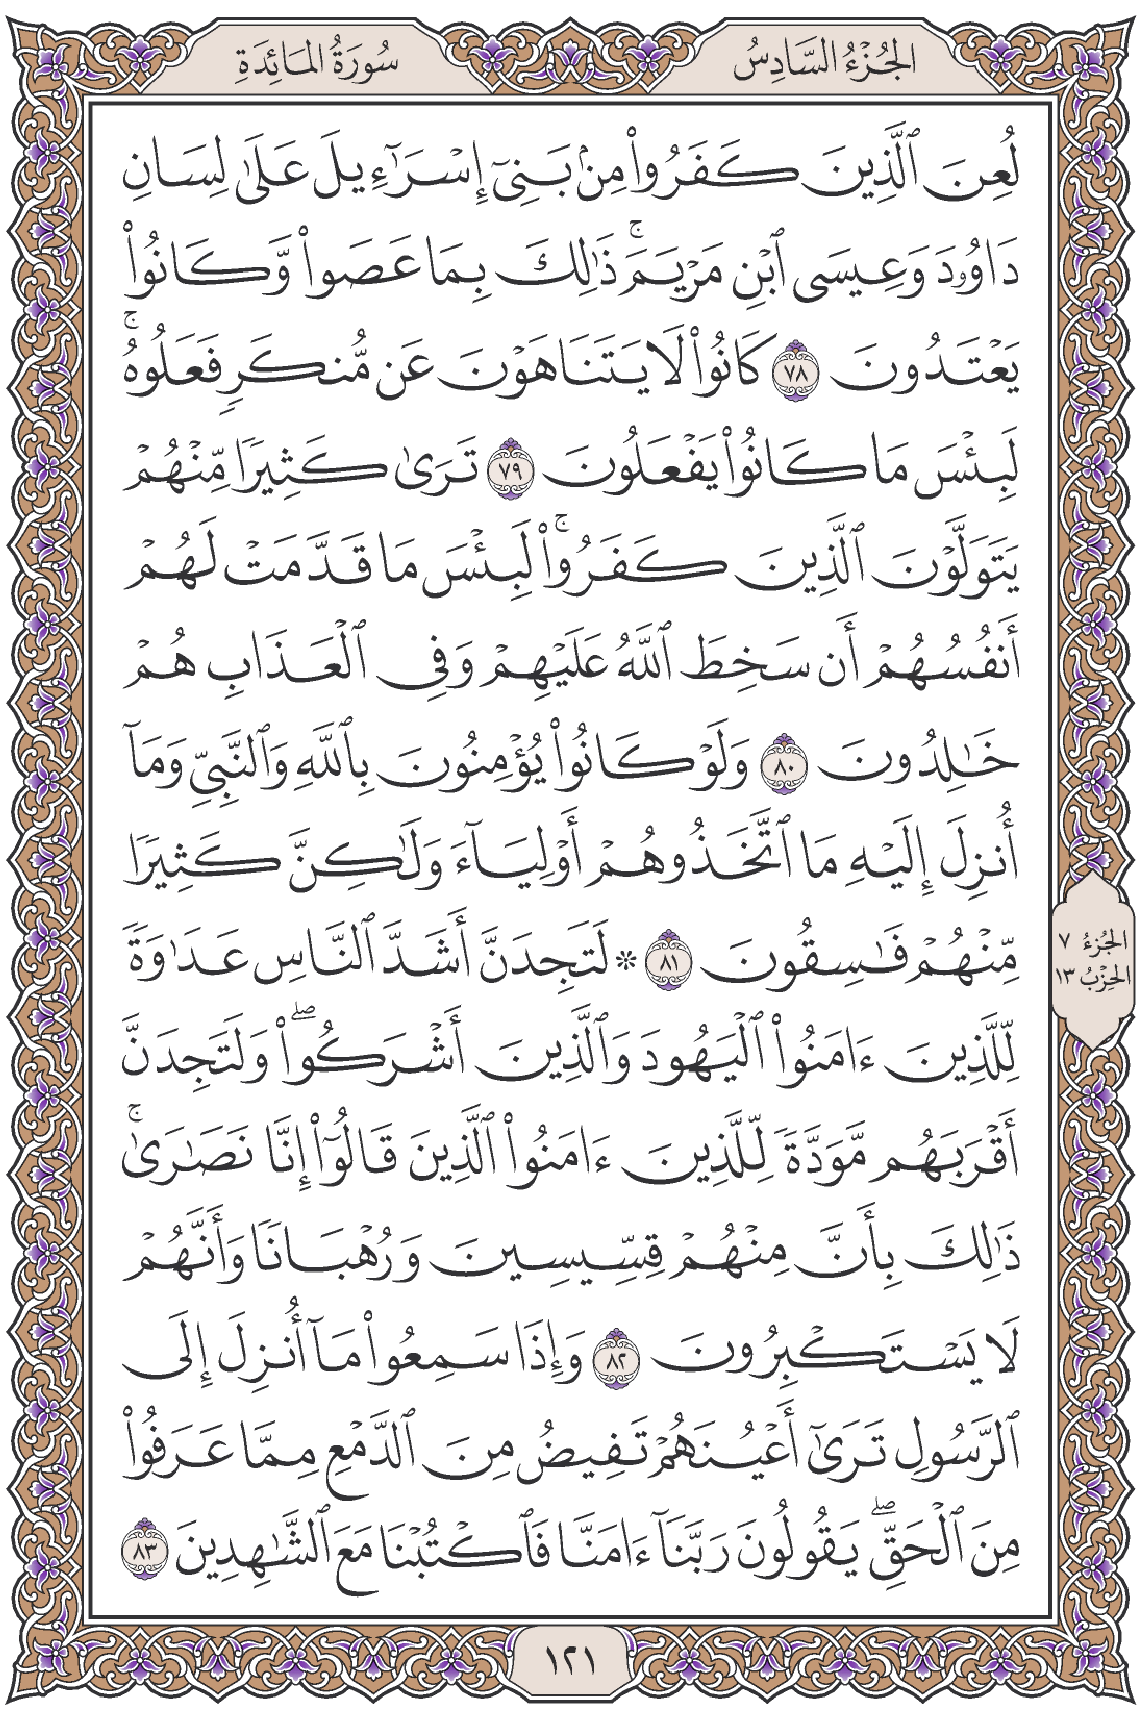 الجُزْءُ السَّادِسُ
سُورَةُ المَائِدَةِ
لُعِنَ ٱلَّذِينَ كَفَرُوا۟ مِنۢ بَنِىٓ إِسْرَٰٓءِيلَ عَلَىٰ لِسَانِ
دَاوُۥدَ وَعِيسَى ٱبْنِ مَرْيَمَ ۚ ذَٰلِكَ بِمَا عَصَوا۟ وَّكَانُوا۟
يَعْتَدُونَ ٧٨ كَانُوا۟ لَا يَتَنَاهَوْنَ عَن مُّنكَرٍ فَعَلُوهُ ۚ
لَبِئْسَ مَا كَانُوا۟ يَفْعَلُونَ ٧٩ تَرَىٰ كَثِيرًا مِّنْهُمْ
يَتَوَلَّوْنَ ٱلَّذِينَ كَفَرُوا۟ ۚ لَبِئْسَ مَا قَدَّمَتْ لَهُمْ
أَنفُسُهُمْ أَن سَخِطَ ٱللَّهُ عَلَيْهِمْ وَفِى ٱلْعَذَابِ هُمْ
خَٰلِدُونَ ٨٠ وَلَوْ كَانُوا۟ يُؤْمِنُونَ بِٱللَّهِ وَٱلنَّبِىِّ وَمَآ
أُنزِلَ إِلَيْهِ مَا ٱتَّخَذُوهُمْ أَوْلِيَآءَ وَلَٰكِنَّ كَثِيرًا
مِّنْهُمْ فَٰسِقُونَ ٨١ ۞ لَتَجِدَنَّ أَشَدَّ ٱلنَّاسِ عَدَٰوَةً
لِّلَّذِينَ ءَامَنُوا۟ ٱلْيَهُودَ وَٱلَّذِينَ أَشْرَكُوا۟ ۖ وَلَتَجِدَنَّ
أَقْرَبَهُم مَّوَدَّةً لِّلَّذِينَ ءَامَنُوا۟ ٱلَّذِينَ قَالُوٓا۟ إِنَّا نَصَٰرَىٰ ۚ
ذَٰلِكَ بِأَنَّ مِنْهُمْ قِسِّيسِينَ وَرُهْبَانًا وَأَنَّهُمْ
لَا يَسْتَكْبِرُونَ ٨٢ وَإِذَا سَمِعُوا۟ مَآ أُنزِلَ إِلَى
ٱلرَّسُولِ تَرَىٰٓ أَعْيُنَهُمْ تَفِيضُ مِنَ ٱلدَّمْعِ مِمَّا عَرَفُوا۟
مِنَ ٱلْحَقِّ ۖ يَقُولُونَ رَبَّنَآ ءَامَنَّا فَٱكْتُبْنَا مَعَ ٱلشَّٰهِدِينَ ٨٣
الجُزءُ ٧
الحِزْبُ ١٣
١٢١